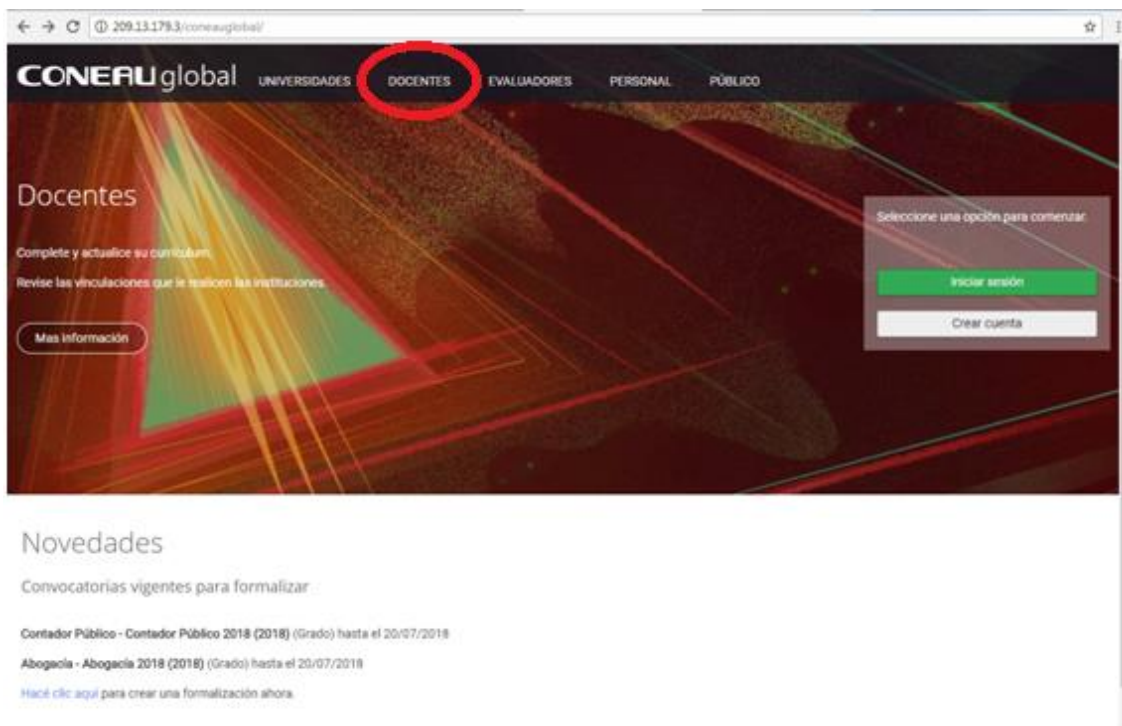 209.13.179.3/coneauglobal/
CONEAU global UNIVERSIDADES DOCENTES EVALUADORES PERSONAL PÚBLICO
Docentes
Seleccione una opción para comenzar.
Complete y actualice su curriculum.
Revise las vinculaciones que le realicen las instituciones.
Iniciar sesión
Crear cuenta
Mas información
Novedades
Convocatorias vigentes para formalizar
Contador Público - Contador Público 2018 (2018) (Grado) hasta el 20/07/2018
Abogacía - Abogacía 2018 (2018) (Grado) hasta el 20/07/2018
Hacé clic aquí para crear una formalización ahora.